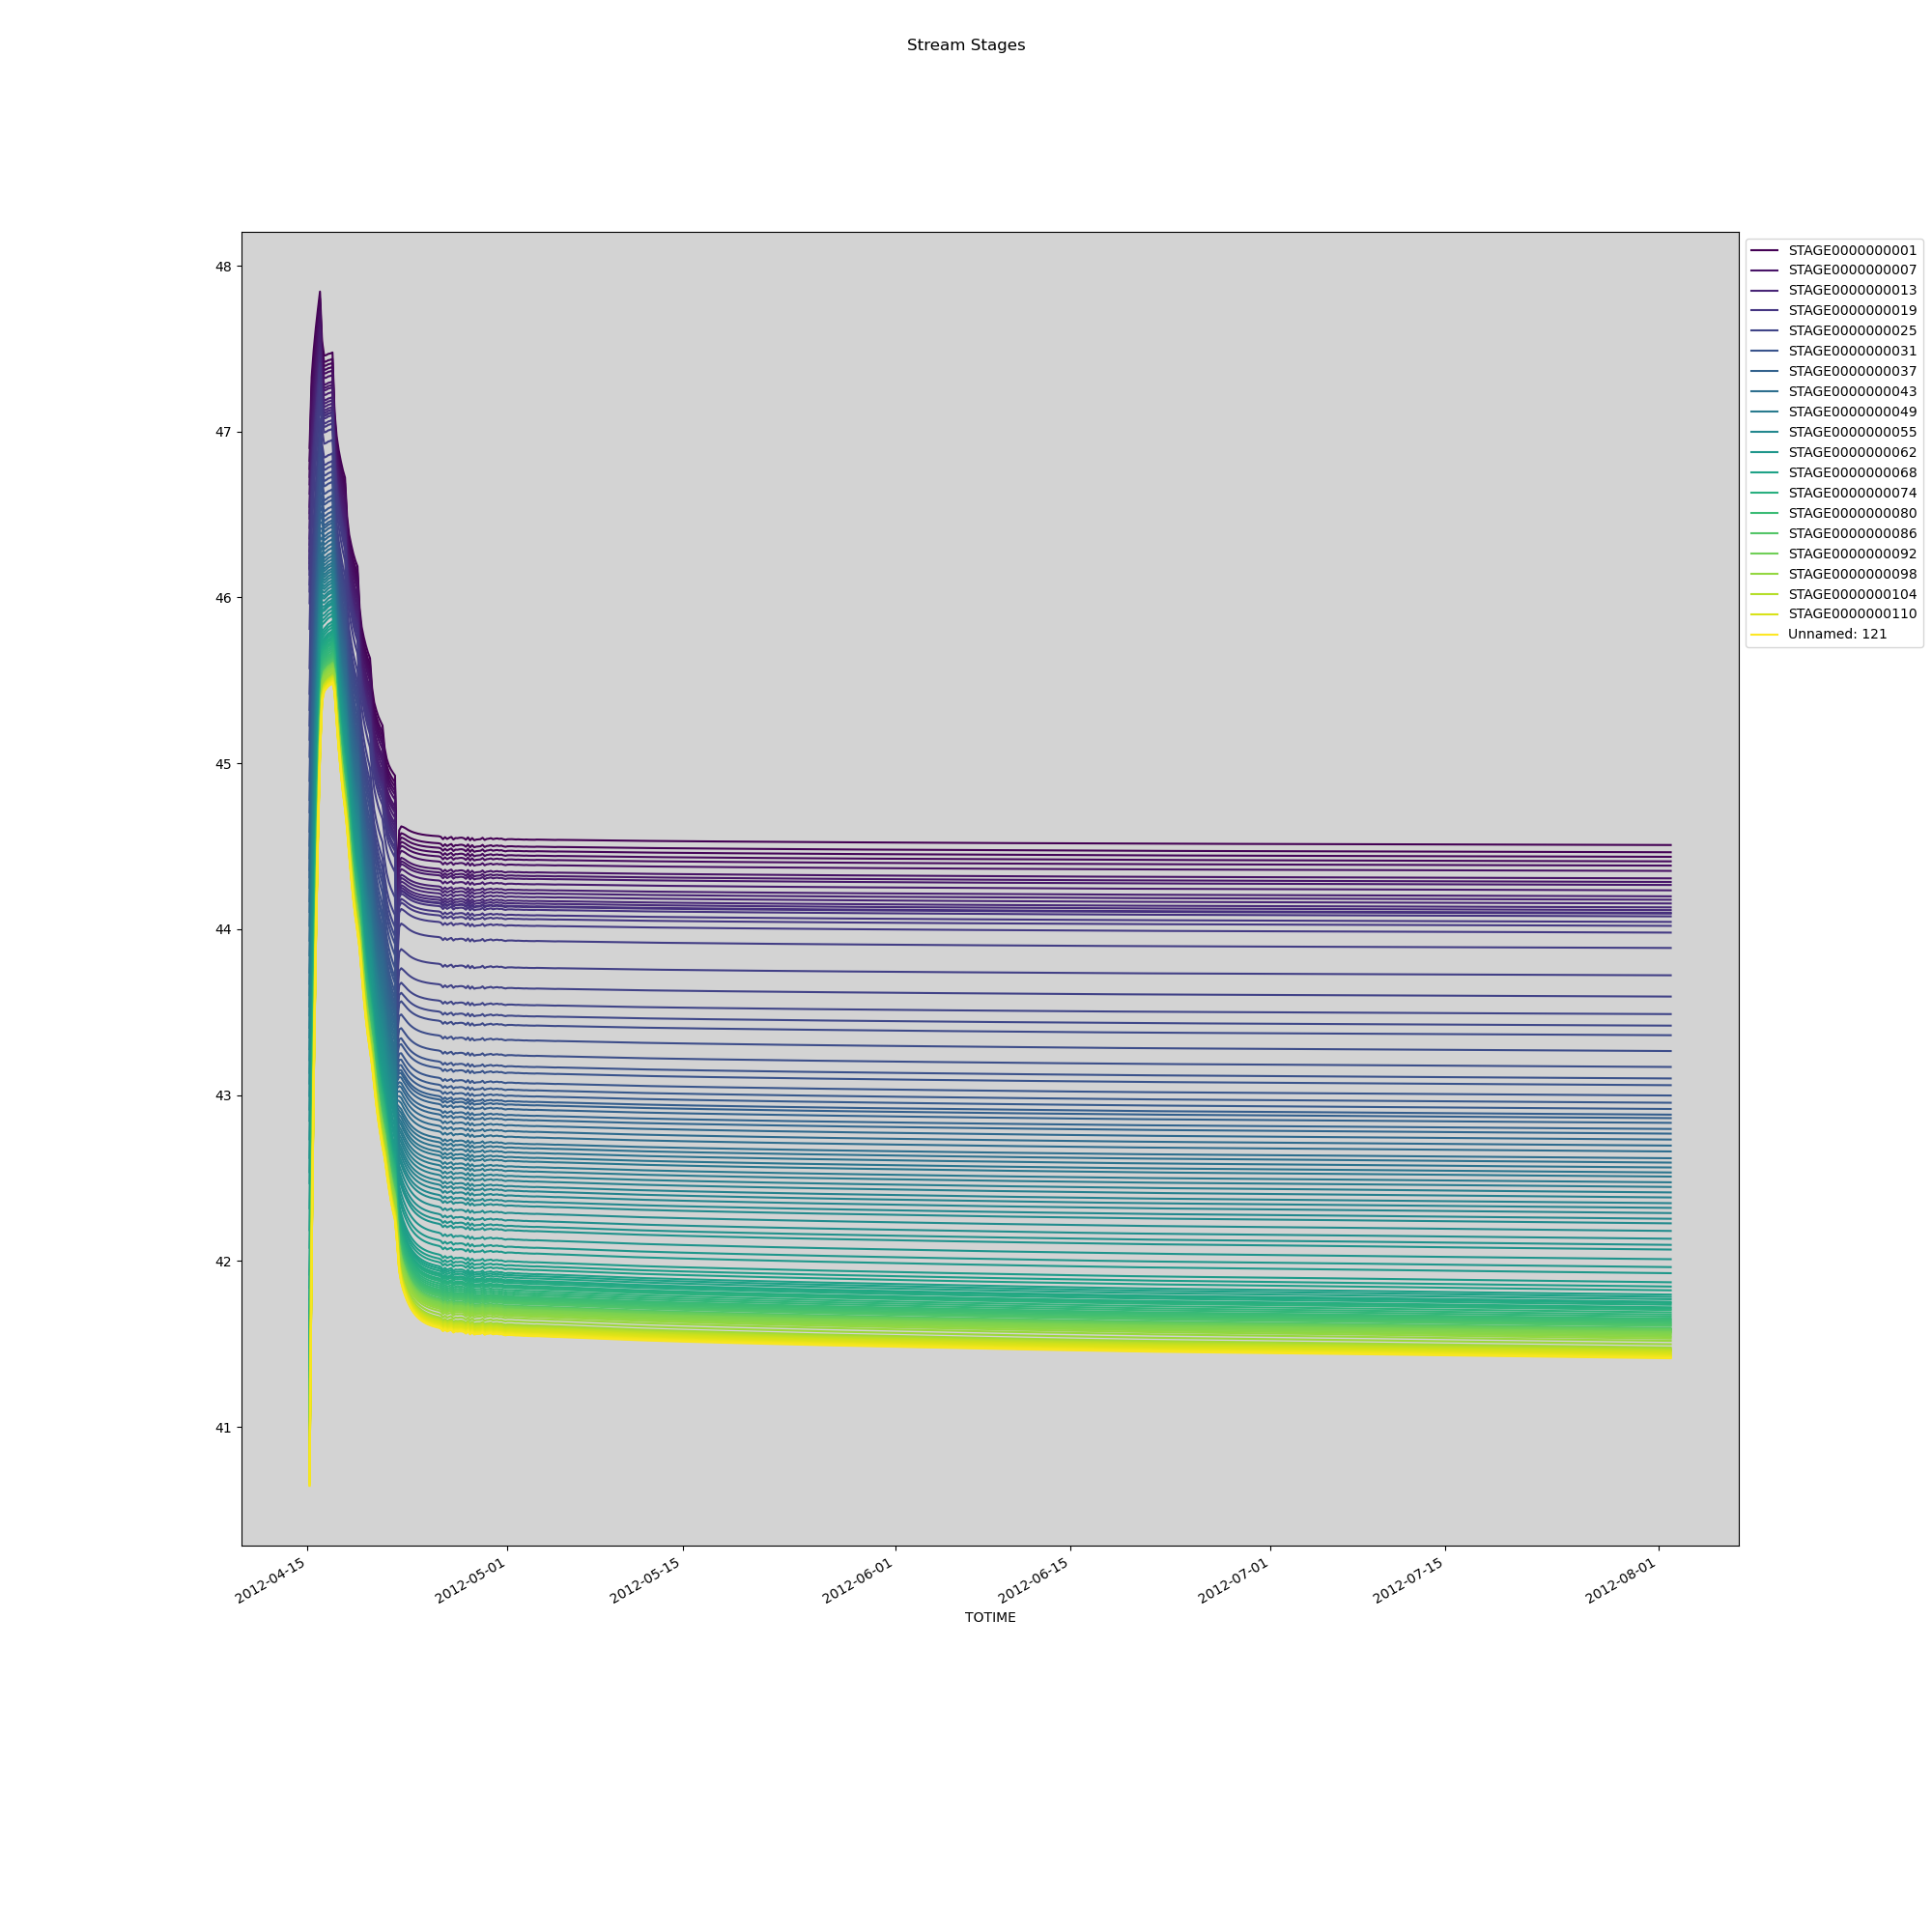 Stream Stages
48
47
46
45
44
43
42
41
2012-04-15
2012-05-01
2012-05-15
2012-06-01
2012-06-15
2012-07-01
2012-07-15
2012-08-01
TOTIME
STAGE0000000001
STAGE0000000007
STAGE0000000013
STAGE0000000019
STAGE0000000025
STAGE0000000031
STAGE0000000037
STAGE0000000043
STAGE0000000049
STAGE0000000055
STAGE0000000062
STAGE0000000068
STAGE0000000074
STAGE0000000080
STAGE0000000086
STAGE0000000092
STAGE0000000098
STAGE0000000104
STAGE0000000110
Unnamed: 121